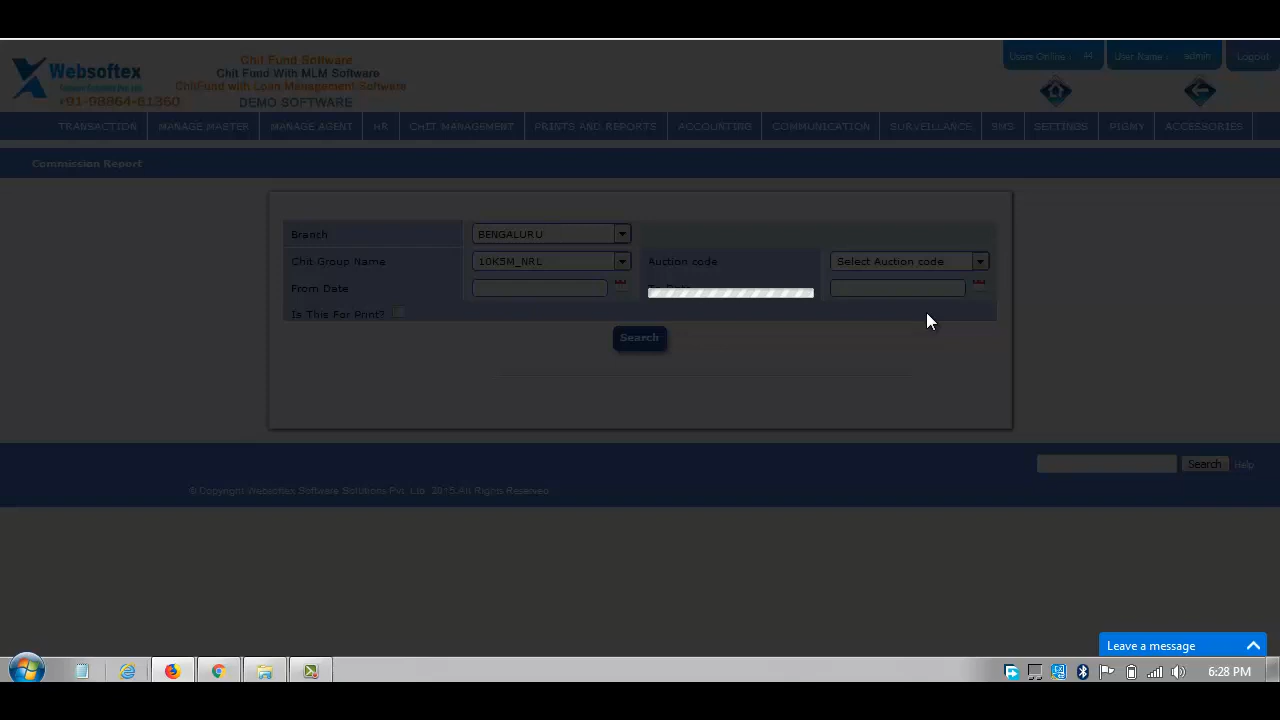 Websoftex
+91-98864-61360
Chit Fund Software
Chit Fund With MLM Software
ChitFund with Loan Management Software
DEMO SOFTWARE
Users Online : 44
User Name : admin
Logout
TRANSACTION MANAGE MASTER MANAGE AGENT HR CHIT MANAGEMENT PRINTS AND REPORTS ACCOUNTING COMMUNICATION SURVEILLANCE SMS SETTINGS PIGMY ACCESSORIES
Commission Report
Branch BENGALURU
Chit Group Name 10K5M_NRL Auction code Select Auction code
From Date To Date
Is This For Print?
Search
Search Help
© Copyright Websoftex Software Solutions Pvt. Ltd. 2015.All Rights Reserved
Leave a message
6:28 PM